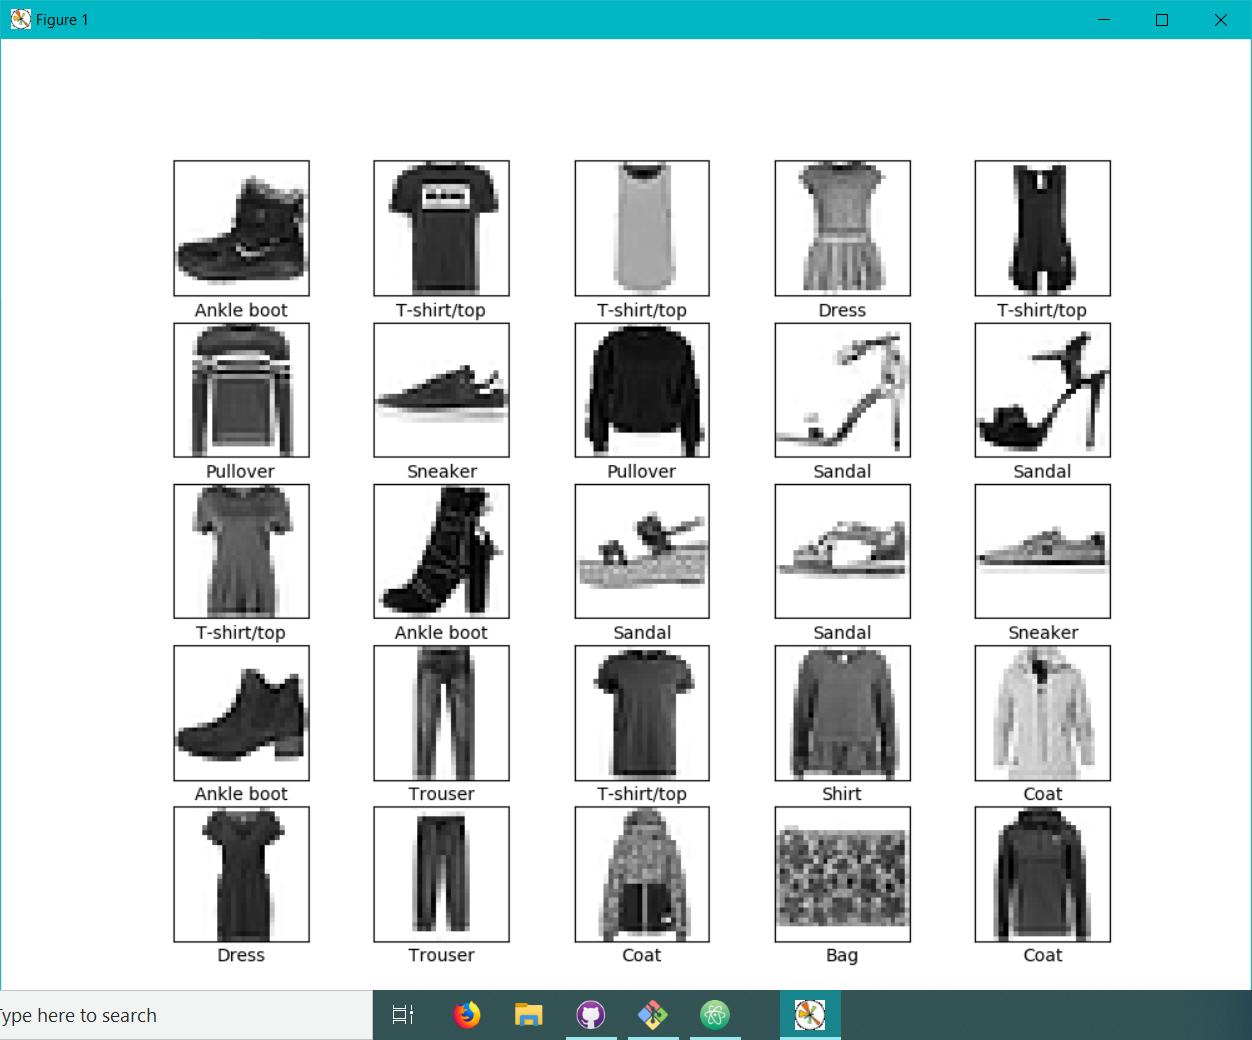 Figure 1
Ankle boot T-shirt/top T-shirt/top Dress T-shirt/top
Pullover Sneaker Pullover Sandal Sandal
T-shirt/top Ankle boot Sandal Sandal Sneaker
Ankle boot Trouser T-shirt/top Shirt Coat
Dress Trouser Coat Bag Coat
Type here to search